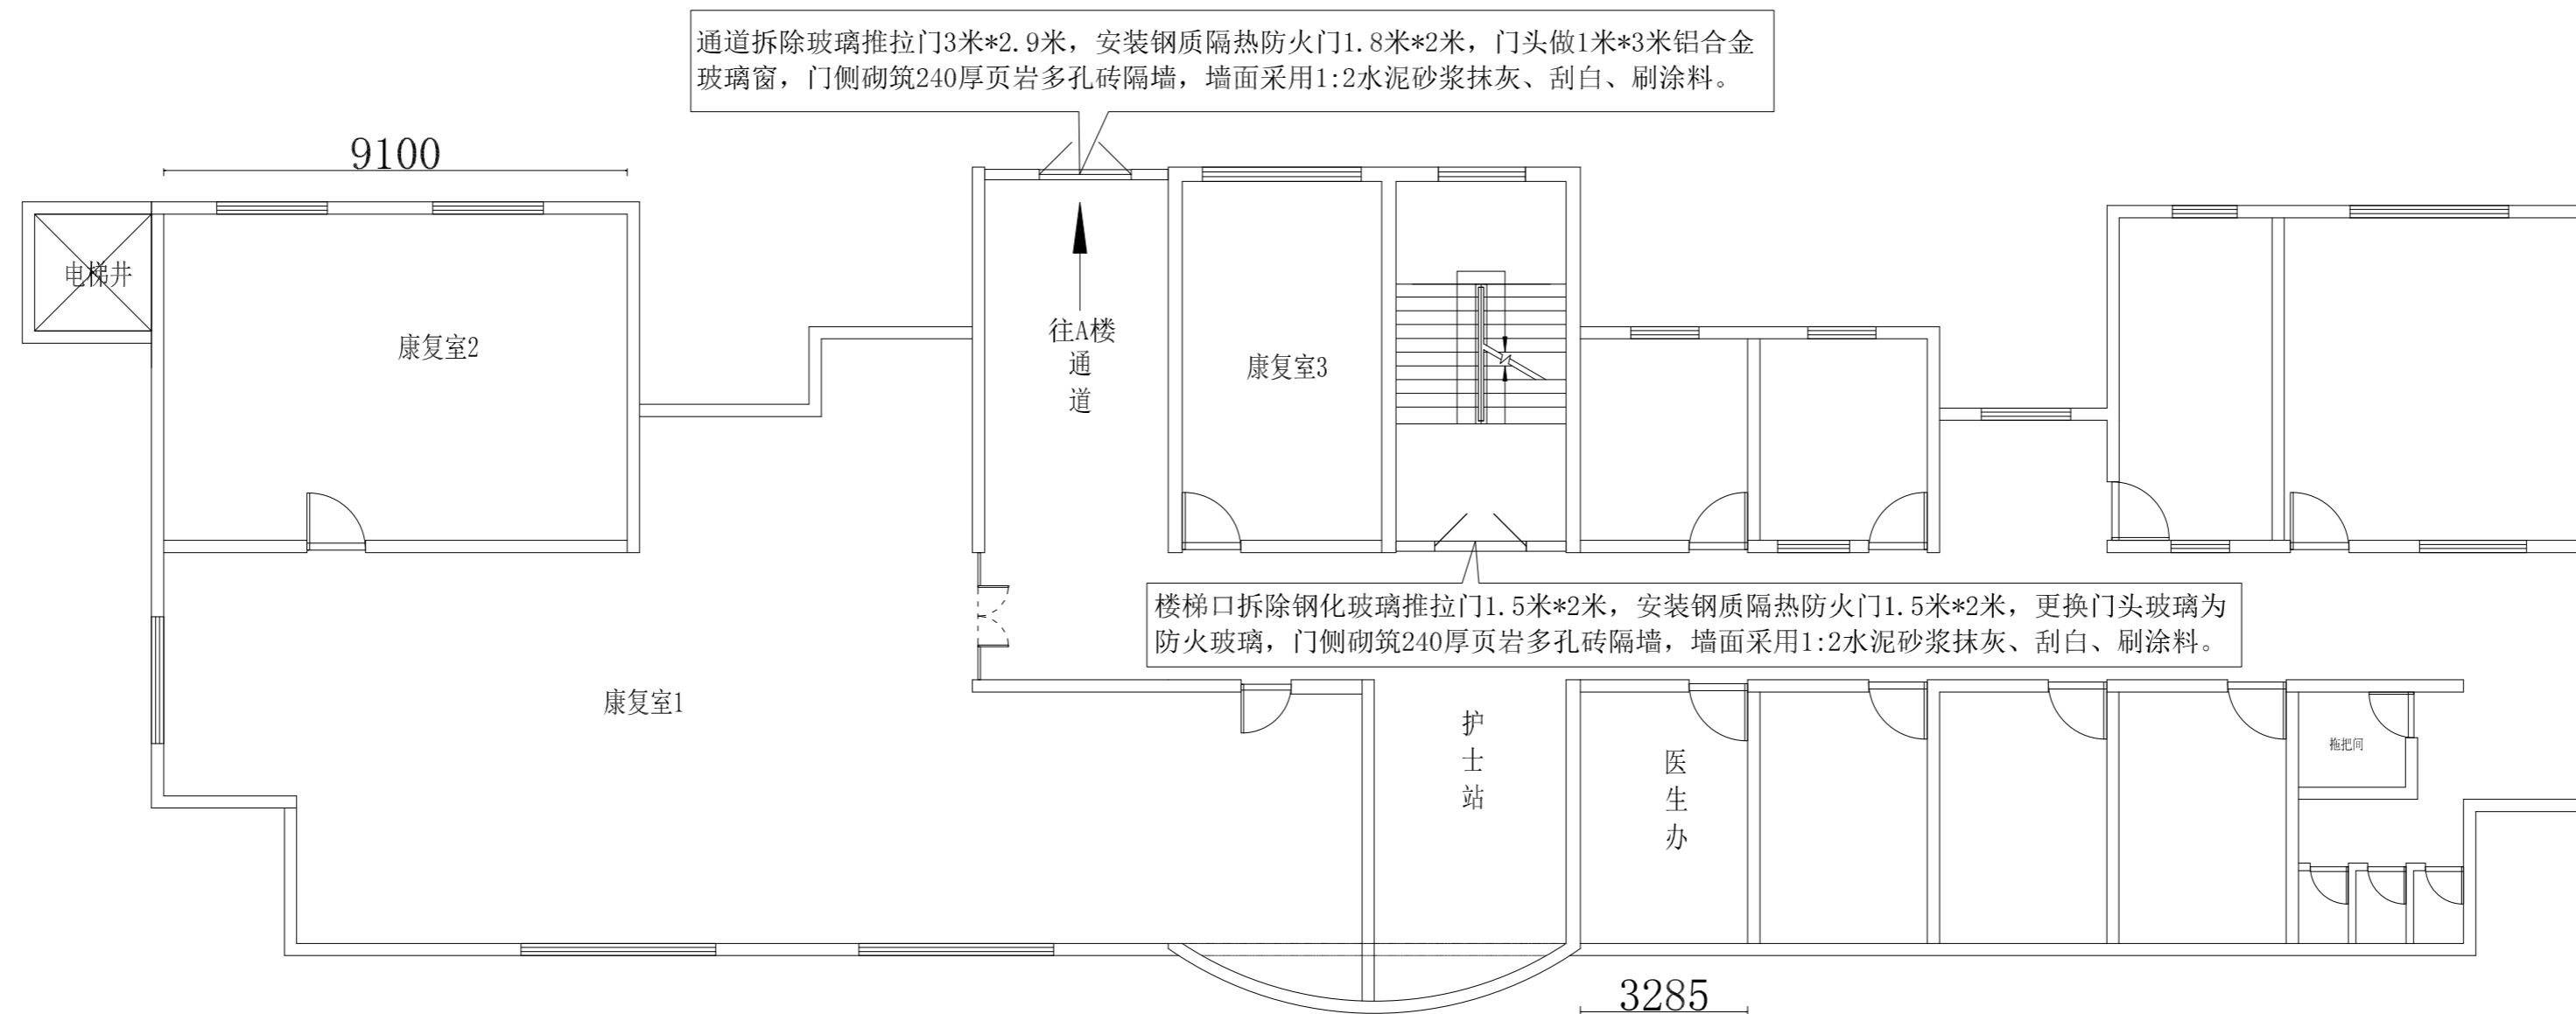 通道拆除玻璃推拉门3米*2.9米，安装钢质隔热防火门1.8米*2米，门头做1米*3米铝合金
玻璃窗，门侧砌筑240厚页岩多孔砖隔墙，墙面采用1:2水泥砂浆抹灰、刮白、刷涂料。
9100
电梯井
康复室2
往A楼
通
道
康复室3
楼梯口拆除钢化玻璃推拉门1.5米*2米，安装钢质隔热防火门1.5米*2米，更换门头玻璃为
防火玻璃，门侧砌筑240厚页岩多孔砖隔墙，墙面采用1:2水泥砂浆抹灰、刮白、刷涂料。
康复室1
护
士
站
医
生
办
拖把间
3285